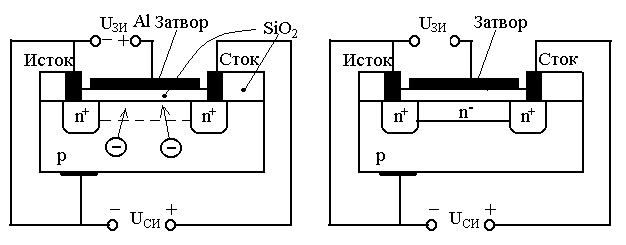 UЗИ
− +
Al Затвор
SiO2
Исток
Сток
n+
n+
−
−
p
− +
UСИ
UЗИ
Затвор
Исток
Сток
n+
n-
n+
p
− +
UСИ